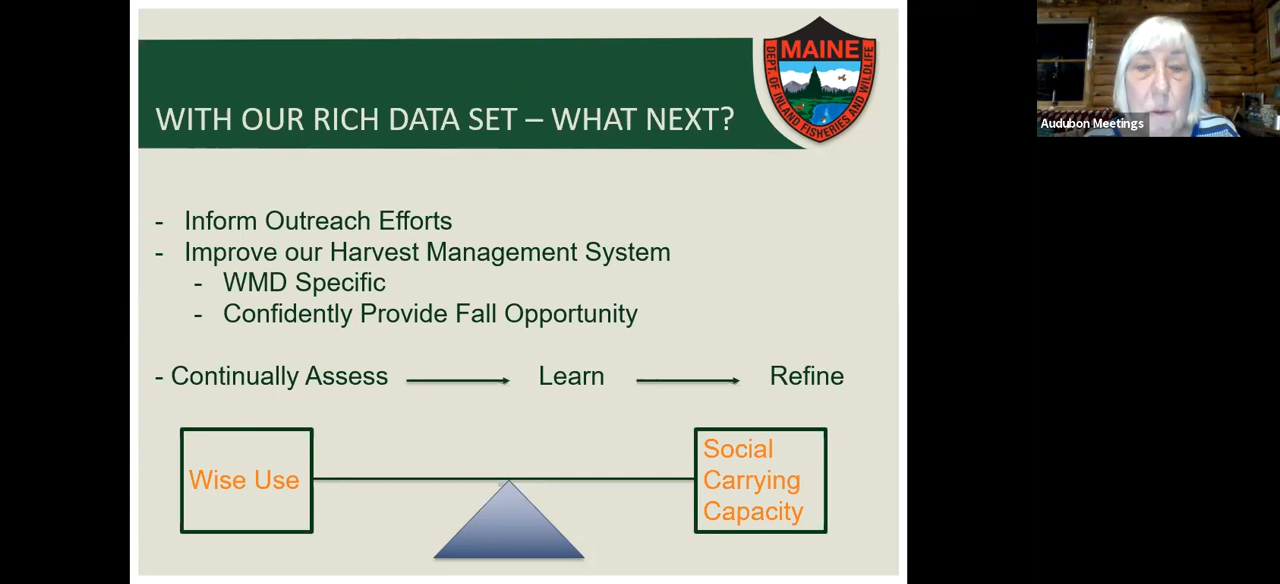 WITH OUR RICH DATA SET – WHAT NEXT?
MAINE
DEPT. OF INLAND FISHERIES AND WILDLIFE
Audubon Meetings
- Inform Outreach Efforts
- Improve our Harvest Management System
- WMD Specific
- Confidently Provide Fall Opportunity
- Continually Assess Learn Refine
Wise Use
Social
Carrying
Capacity